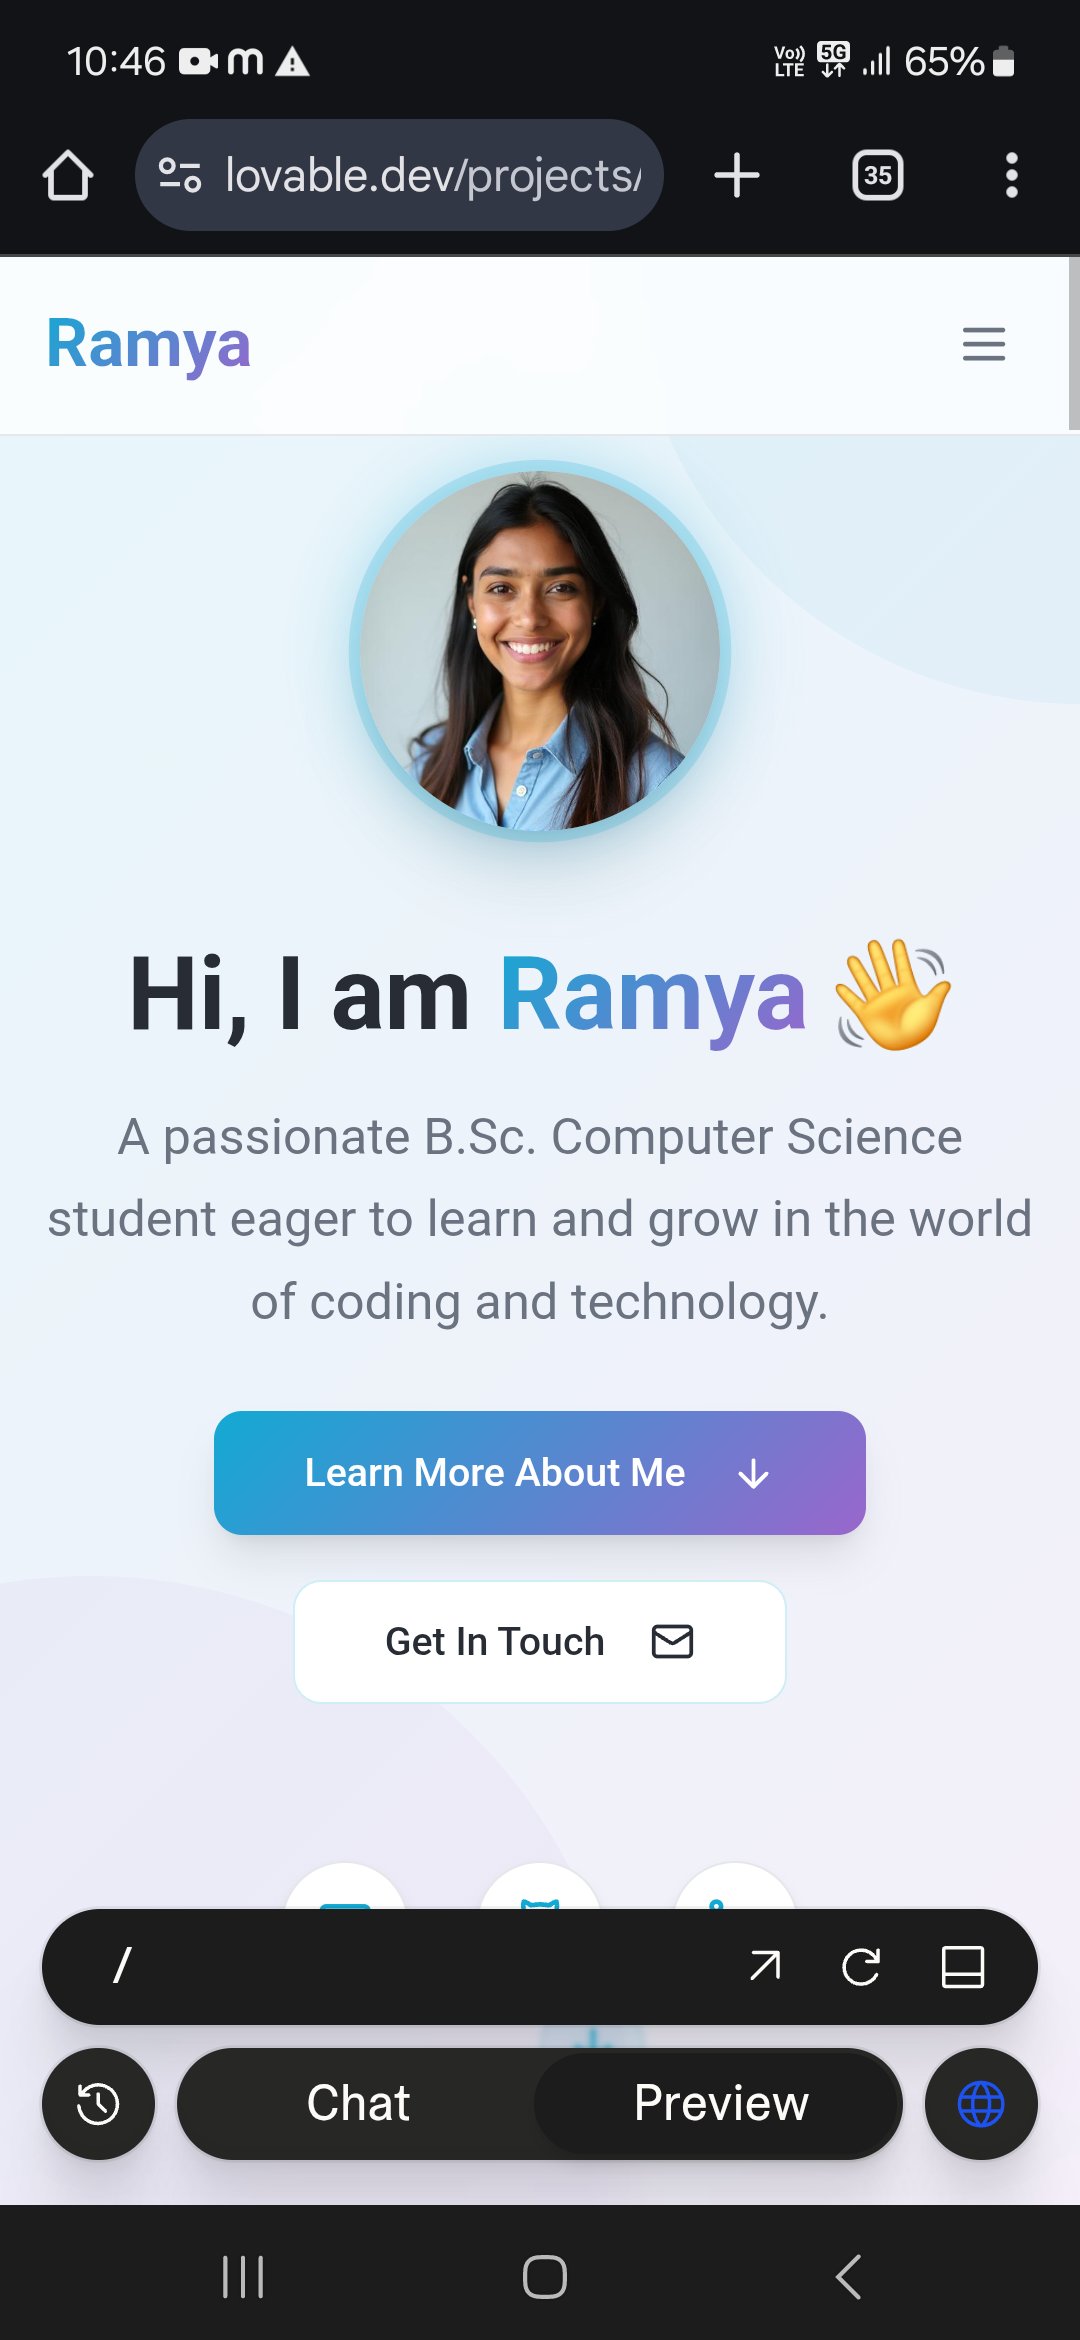 10:46 m Vo)) LTE 5G 65%
lovable.dev/projects/ 35
Ramya
Hi, I am Ramya 👋
A passionate B.Sc. Computer Science
student eager to learn and grow in the world
of coding and technology.
Learn More About Me
Get In Touch
/
Chat Preview